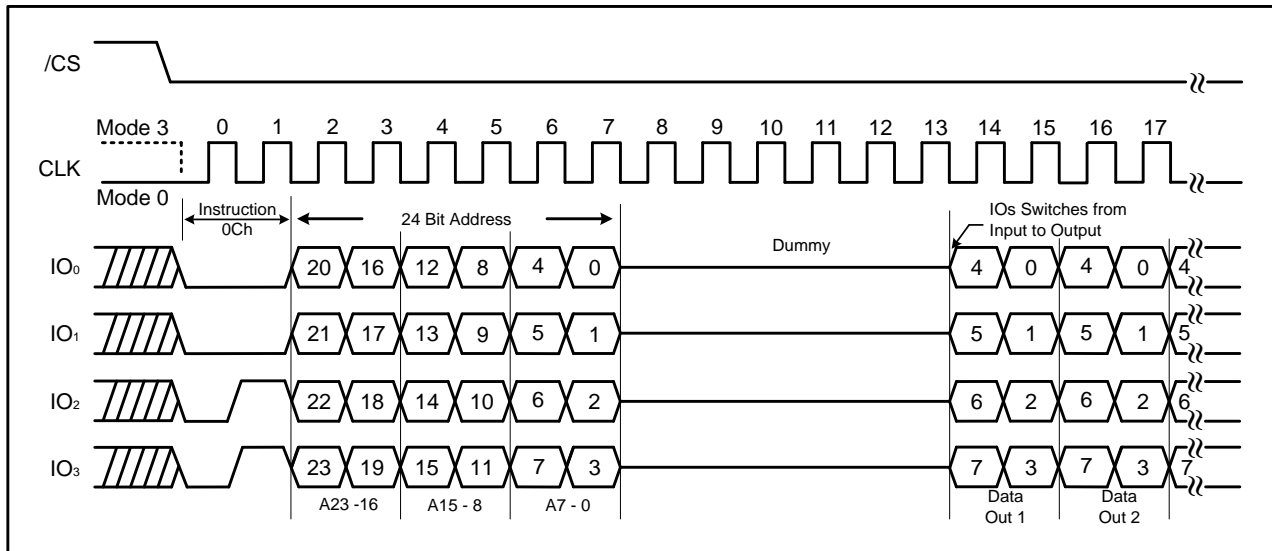 /CS
Mode 3 0 1 2 3 4 5 6 7 8 9 10 11 12 13 14 15 16 17
CLK
Mode 0
Instruction
0Ch
24 Bit Address
IOs Switches from
Input to Output
Dummy
IO0 20 16 12 8 4 0 4 0 4 0 4
IO1 21 17 13 9 5 1 5 1 5 1 5
IO2 22 18 14 10 6 2 6 2 6 2 6
IO3 23 19 15 11 7 3 7 3 7 3 7
A23 -16 A15 - 8 A7 - 0
Data
Out 1
Data
Out 2